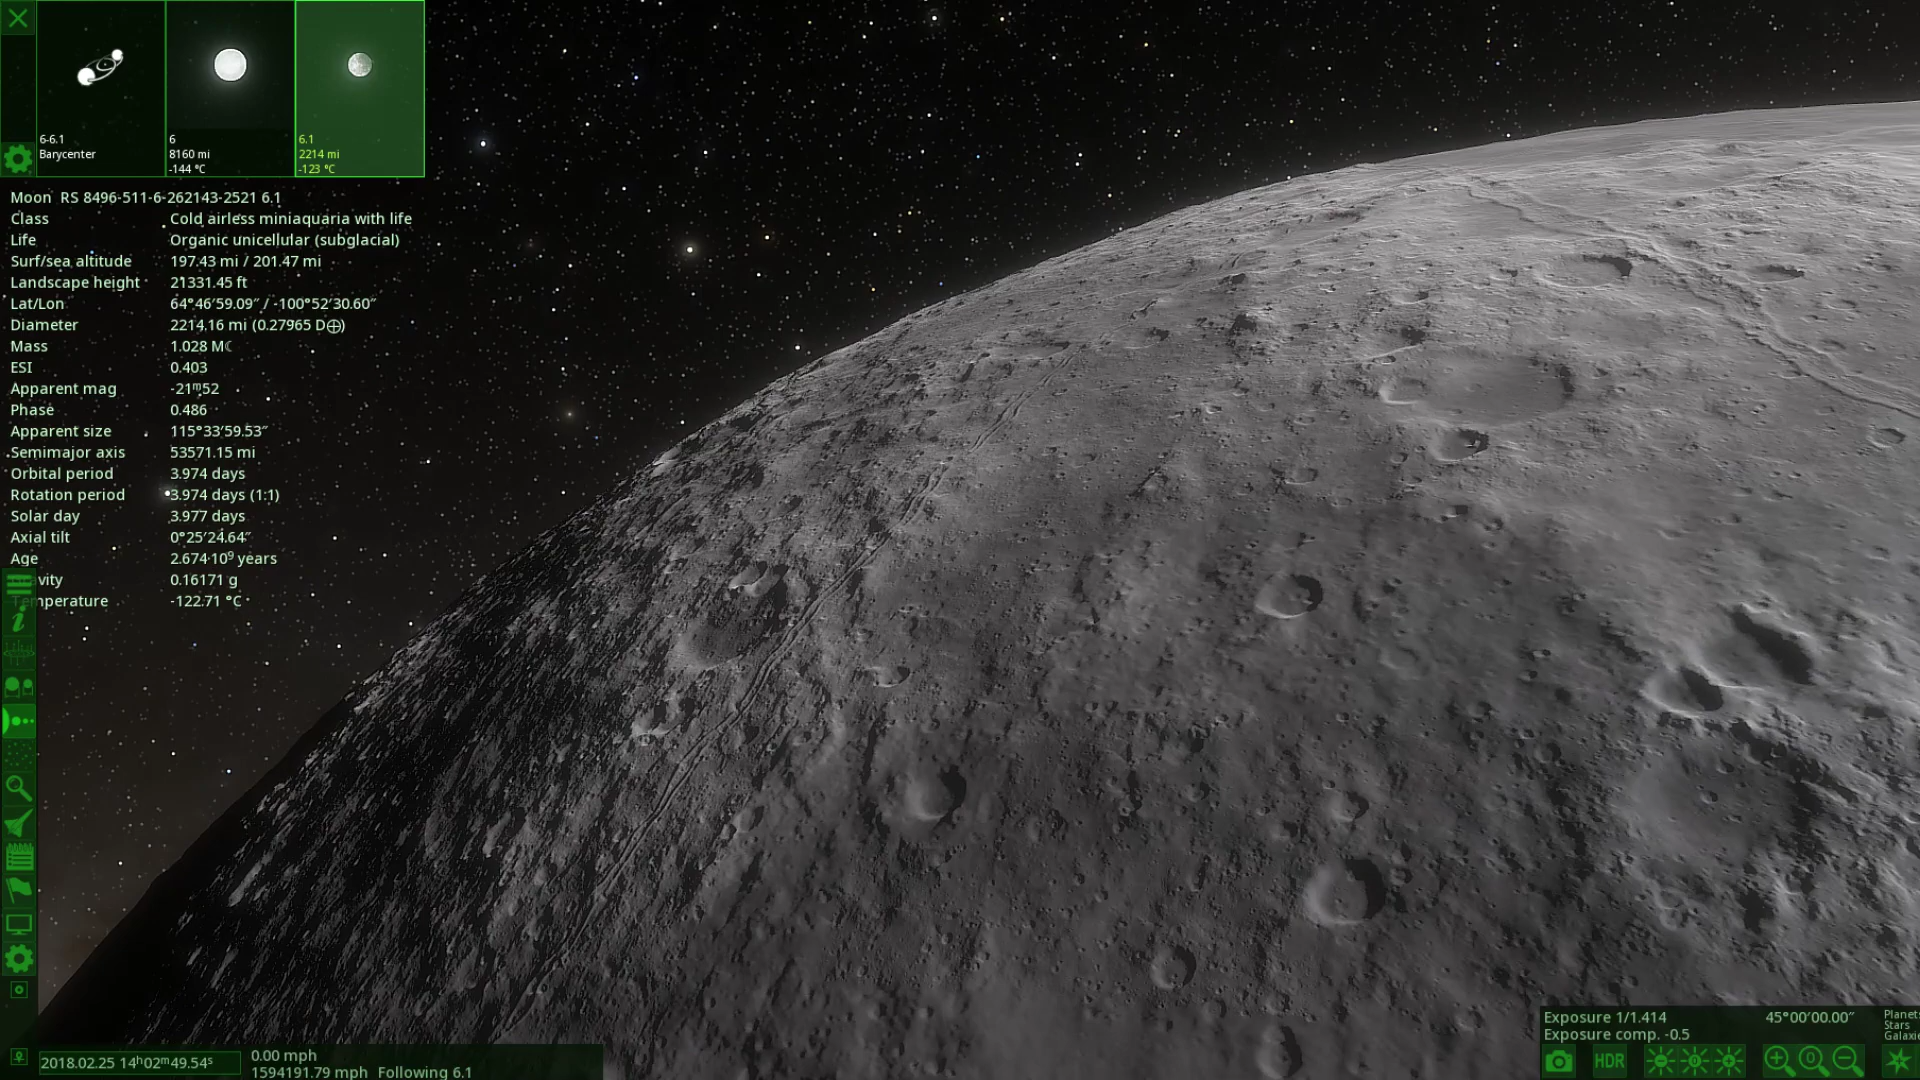 6-6.1
Barycenter
6
8160 mi
-144 °C
6.1
2214 mi
-123 °C
Moon RS 8496-511-6-262143-2521 6.1
Class Cold airless miniaquaria with life
Life Organic unicellular (subglacial)
Surf/sea altitude 197.43 mi / 201.47 mi
Landscape height 21331.45 ft
Lat/Lon 64°46′59.09″ / -100°52′30.60″
Diameter 2214.16 mi (0.27965 D⊕)
Mass 1.028 M☾
ESI 0.403
Apparent mag -21ᵐ52
Phase 0.486
Apparent size 115°33′59.53″
Semimajor axis 53571.15 mi
Orbital period 3.974 days
Rotation period 3.974 days (1:1)
Solar day 3.977 days
Axial tilt 0°25′24.64″
Age 2.674·10⁹ years
vity 0.16171 g
Temperature -122.71 °C
2018.02.25 14ʰ02ᵐ49.54ˢ
0.00 mph
1594191.79 mph Following 6.1
Exposure 1/1.414 45°00′00.00″
Exposure comp. -0.5
Planet
Stars
Galaxi
HDR